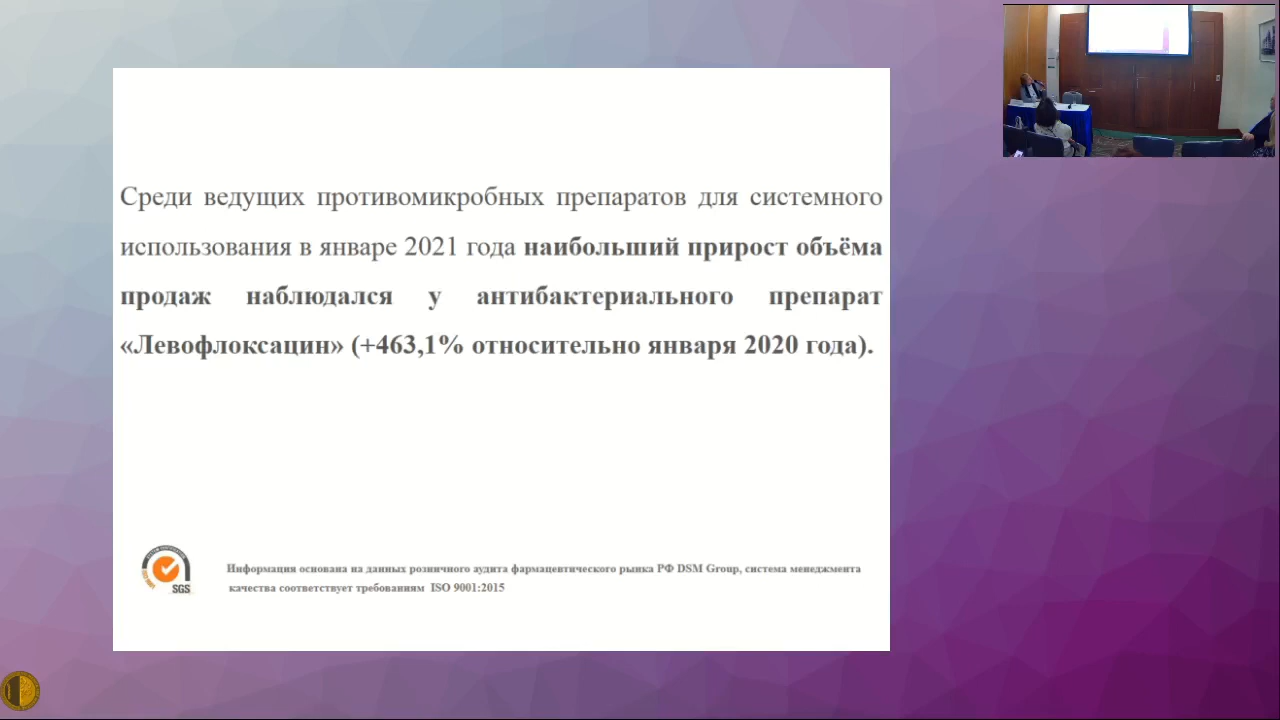 Среди ведущих противомикробных препаратов для системного
использования в январе 2021 года наибольший прирост объёма
продаж наблюдался у антибактериального препарат
«Левофлоксацин» (+463,1% относительно января 2020 года).
Информация основана на данных розничного аудита фармацевтического рынка РФ DSM Group, система менеджмента
качества соответствует требованиям ISO 9001:2015
SGS